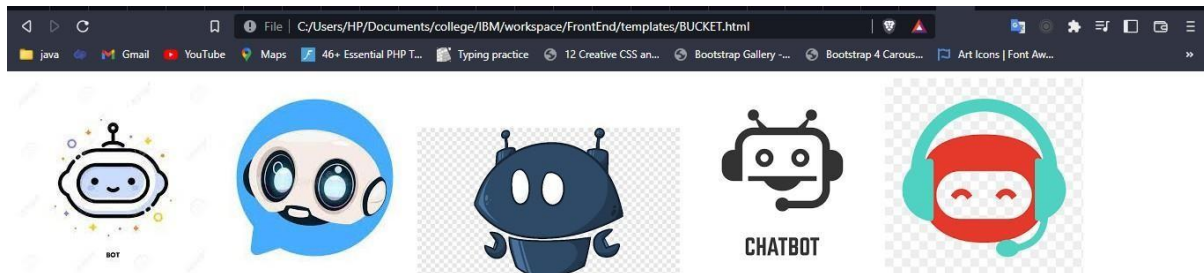 File | C:/Users/HP/Documents/college/IBM/workspace/FrontEnd/templates/BUCKET.html
java Gmail YouTube Maps 46+ Essential PHP T... Typing practice 12 Creative CSS an... Bootstrap Gallery -... Bootstrap 4 Carous... Art Icons | Font Aw... »
BOT
CHATBOT